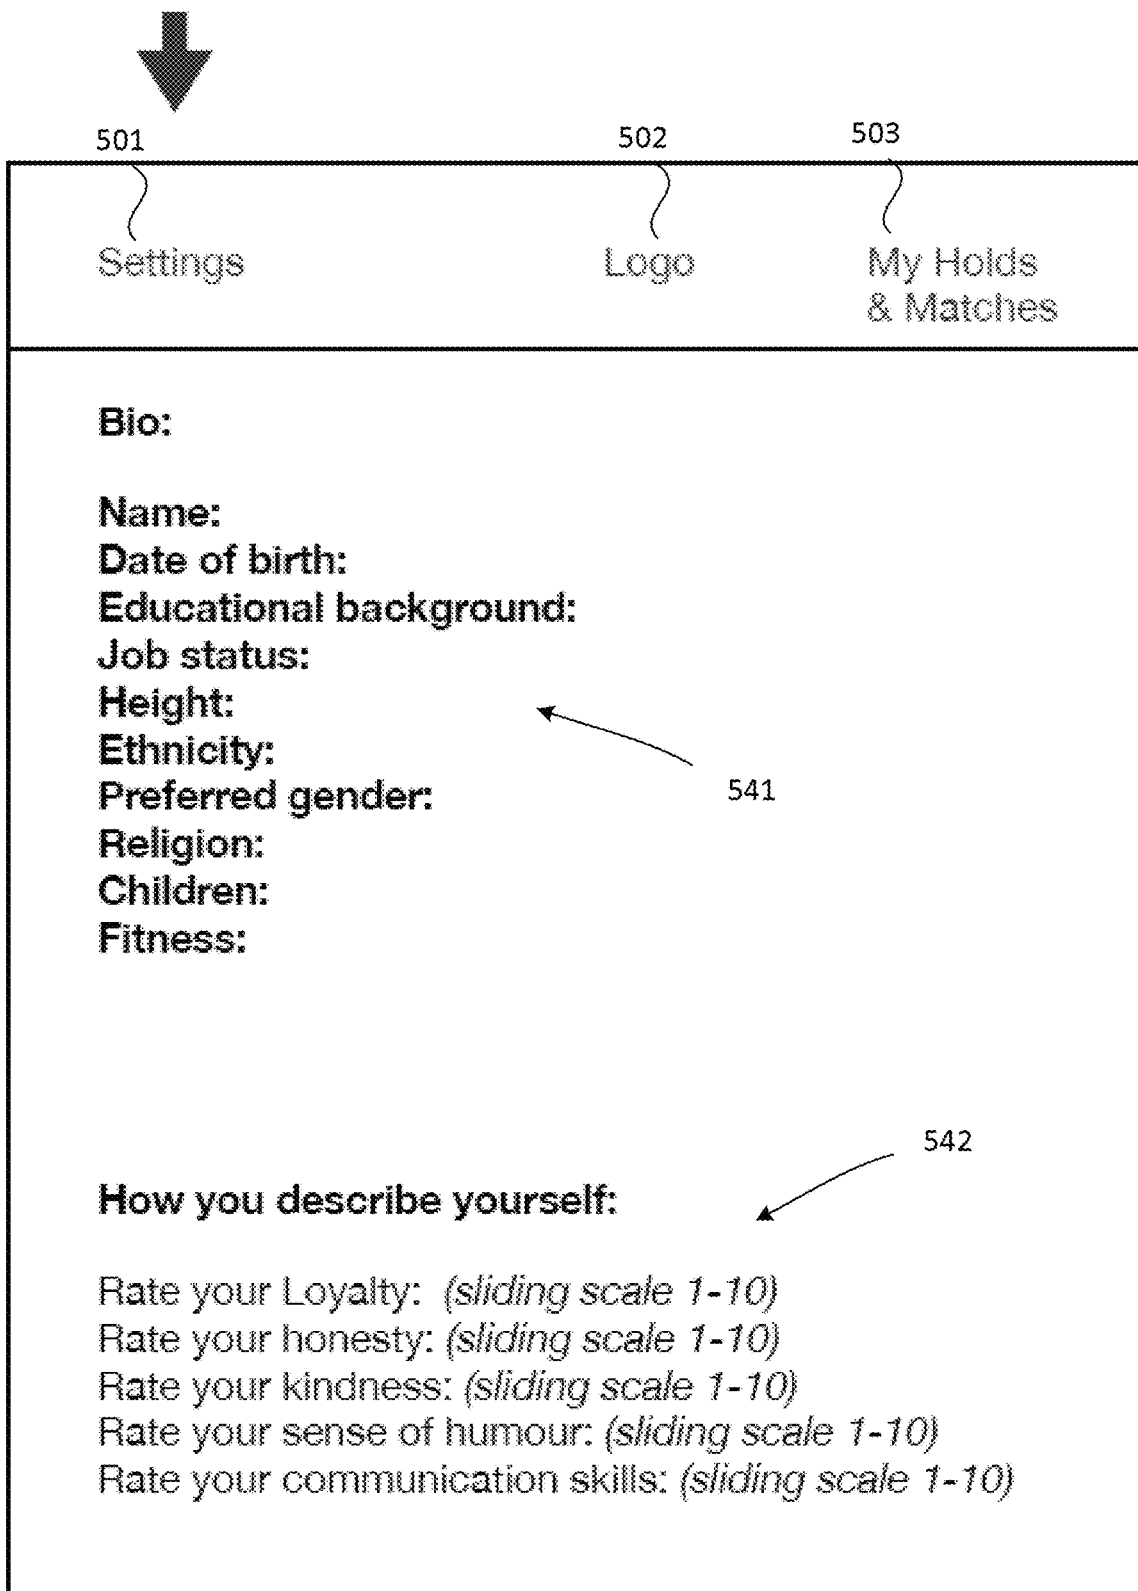 501
502
503
Settings
Logo
My Holds
& Matches
Bio:
Name:
Date of birth:
Educational background:
Job status:
Height:
Ethnicity:
541
Preferred gender:
Religion:
Children:
Fitness:
542
How you describe yourself:
Rate your Loyalty: (sliding scale 1-10)
Rate your honesty: (sliding scale 1-10)
Rate your kindness: (sliding scale 1-10)
Rate your sense of humour: (sliding scale 1-10)
Rate your communication skills: (sliding scale 1-10)